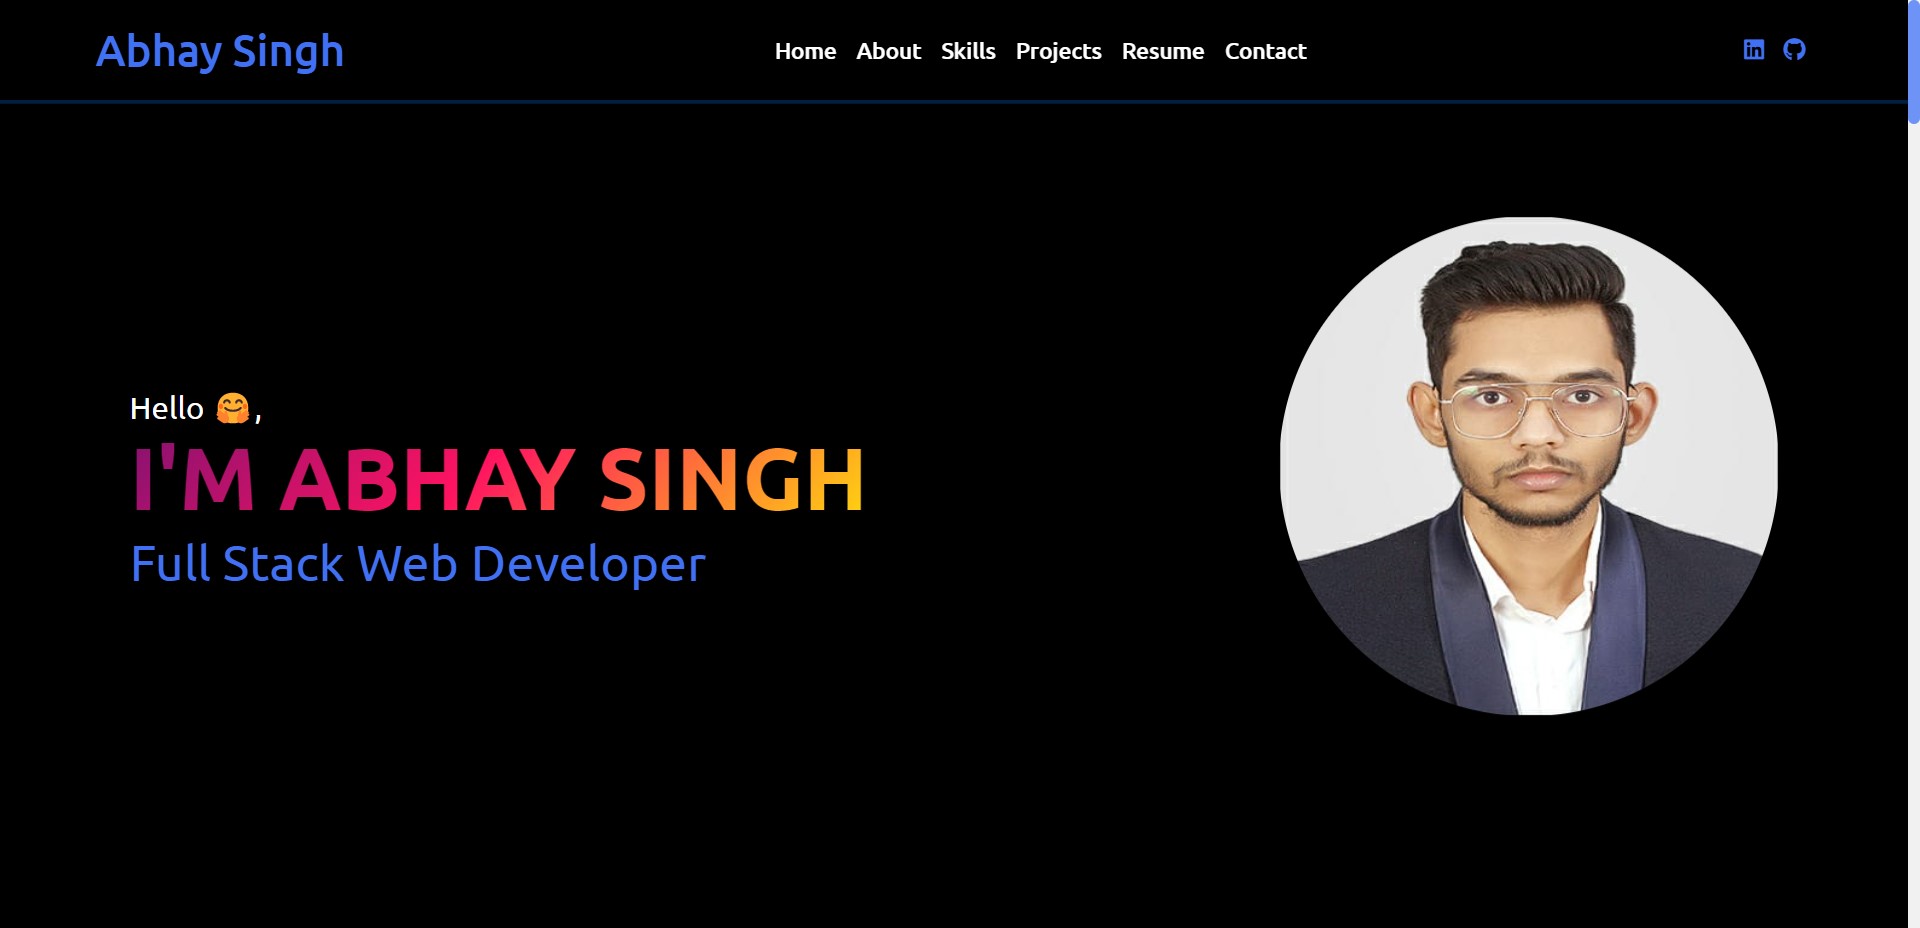 Abhay Singh
Home About Skills Projects Resume Contact
Hello 🤗,
I'M ABHAY SINGH
Full Stack Web Developer